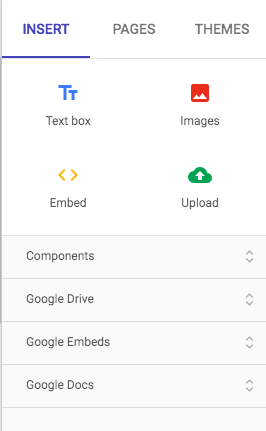 INSERT PAGES THEMES
Text box Images
Embed Upload
Components
Google Drive
Google Embeds
Google Docs